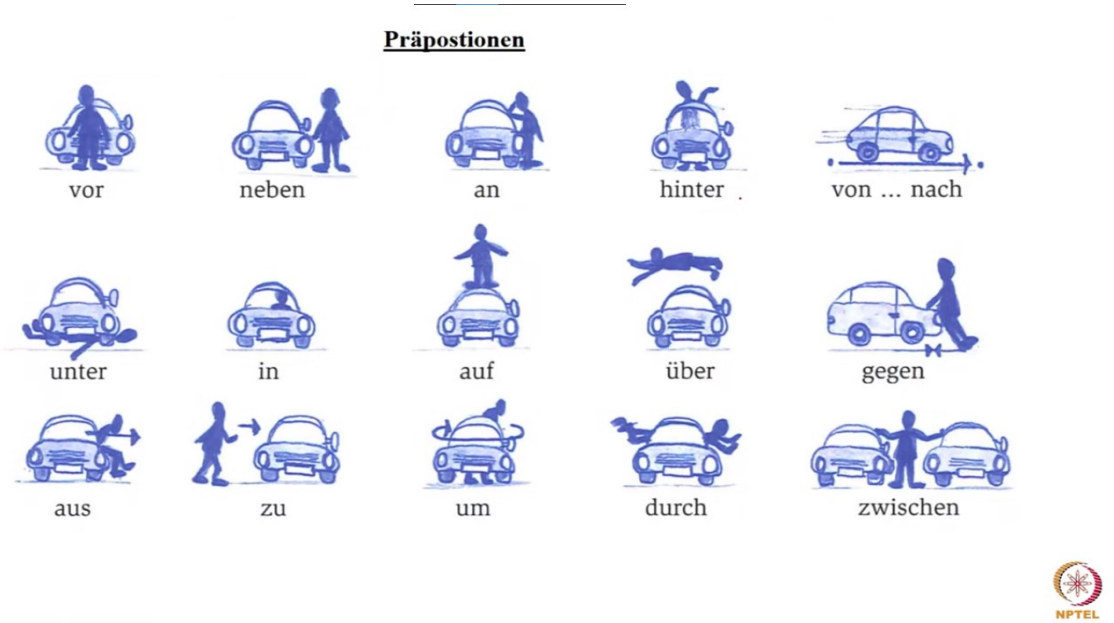 Präpostionen
vor neben an hinter von ... nach
unter in auf über gegen
aus zu um durch zwischen
NPTEL